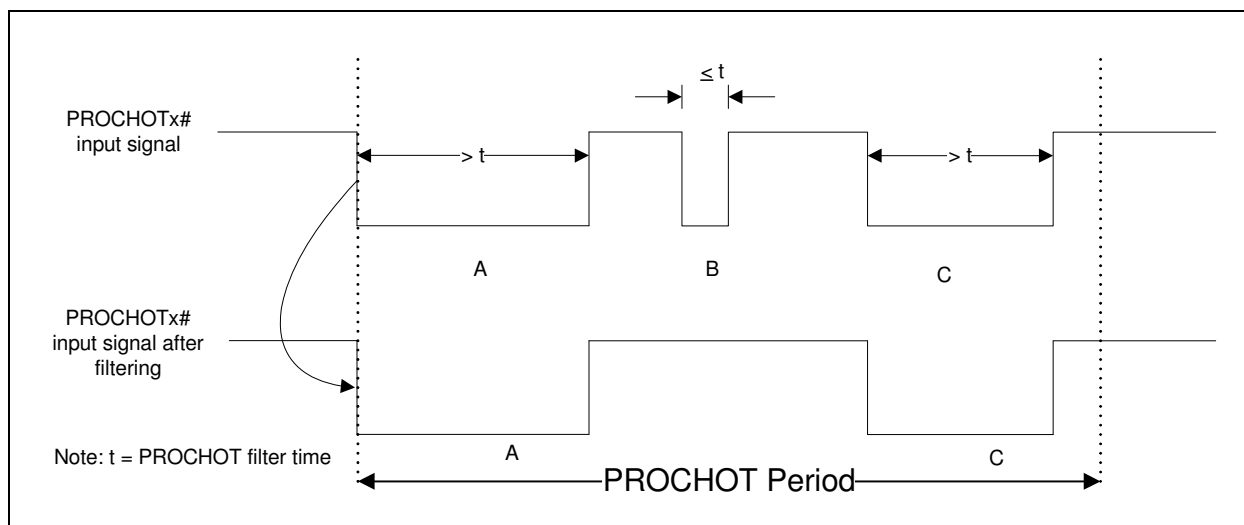 ≤ t
PROCHOTx#
input signal
> t
> t
A
B
C
PROCHOTx#
input signal after
filtering
Note: t = PROCHOT filter time
A
C
PROCHOT Period